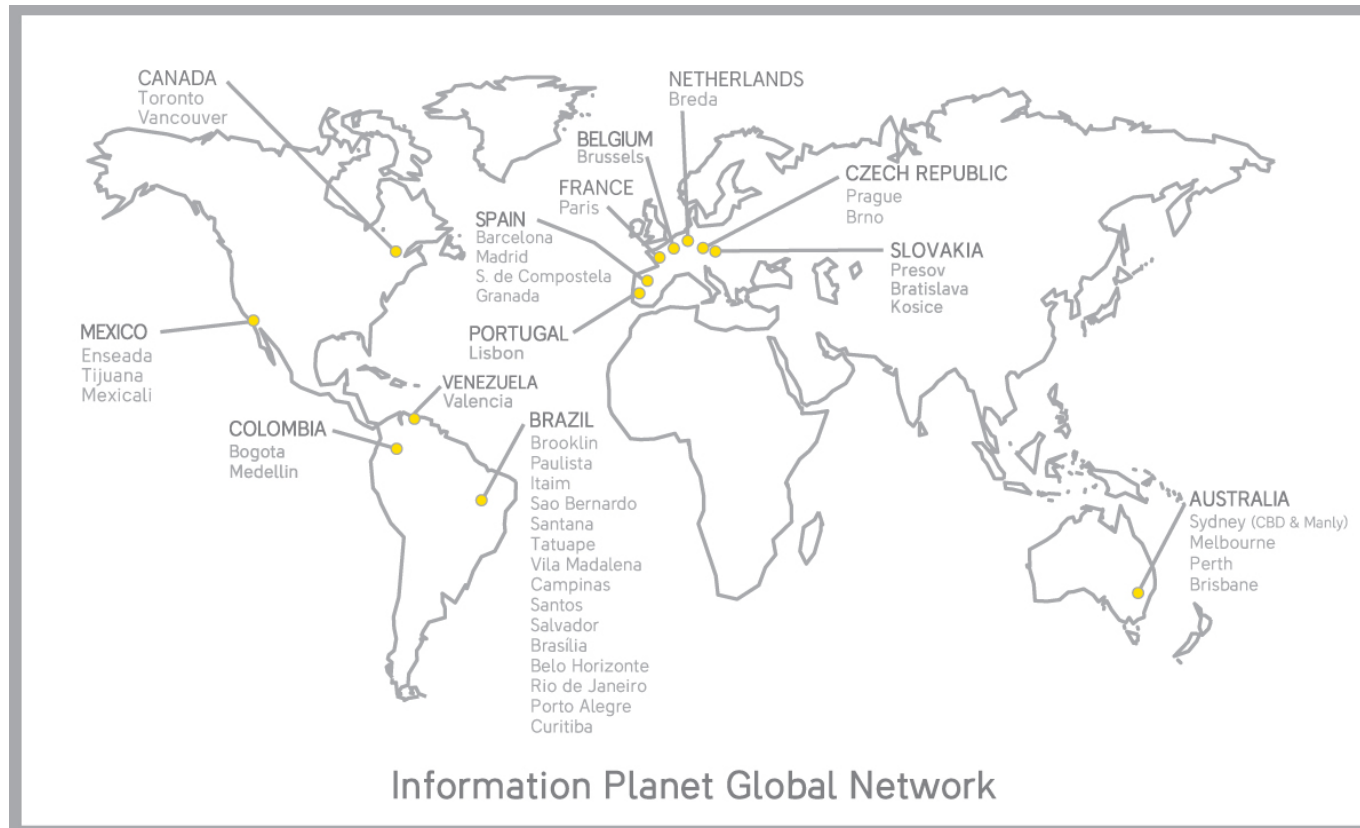 CANADA
Toronto
Vancouver
NETHERLANDS
Breda
BELGIUM
Brussels
FRANCE
Paris
CZECH REPUBLIC
Prague
Brno
SPAIN
Barcelona
Madrid
S. de Compostela
Granada
SLOVAKIA
Presov
Bratislava
Kosice
PORTUGAL
Lisbon
MEXICO
Enseada
Tijuana
Mexicali
VENEZUELA
Valencia
COLOMBIA
Bogota
Medellin
BRAZIL
Brooklin
Paulista
Itaim
Sao Bernardo
Santana
Tatuape
Vila Madalena
Campinas
Santos
Salvador
Brasília
Belo Horizonte
Rio de Janeiro
Porto Alegre
Curitiba
AUSTRALIA
Sydney (CBD & Manly)
Melbourne
Perth
Brisbane
Information Planet Global Network